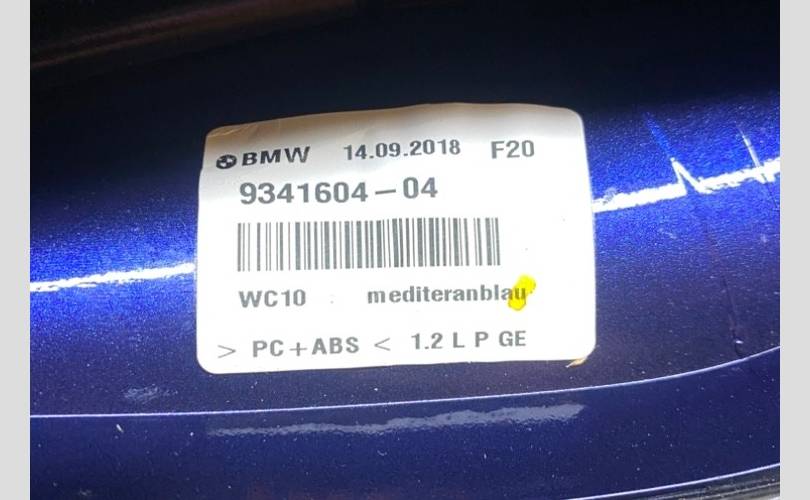 BMW 14.09.2018 F20
9341604-04
WC10 : mediteranblau
> PC+ABS < 1.2 L P GE